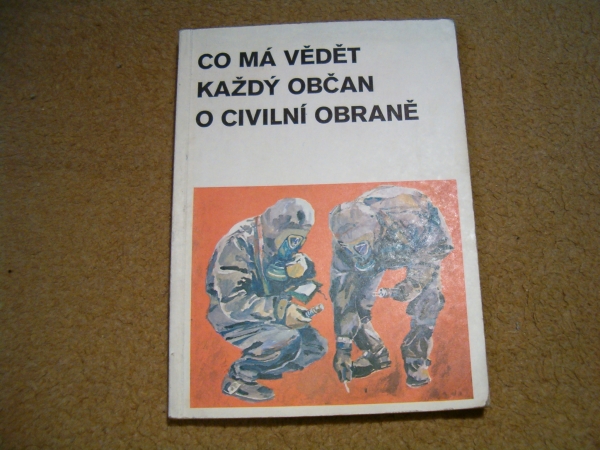 CO MÁ VĚDĚT
KAŽDÝ OBČAN
O CIVILNÍ OBRANĚ